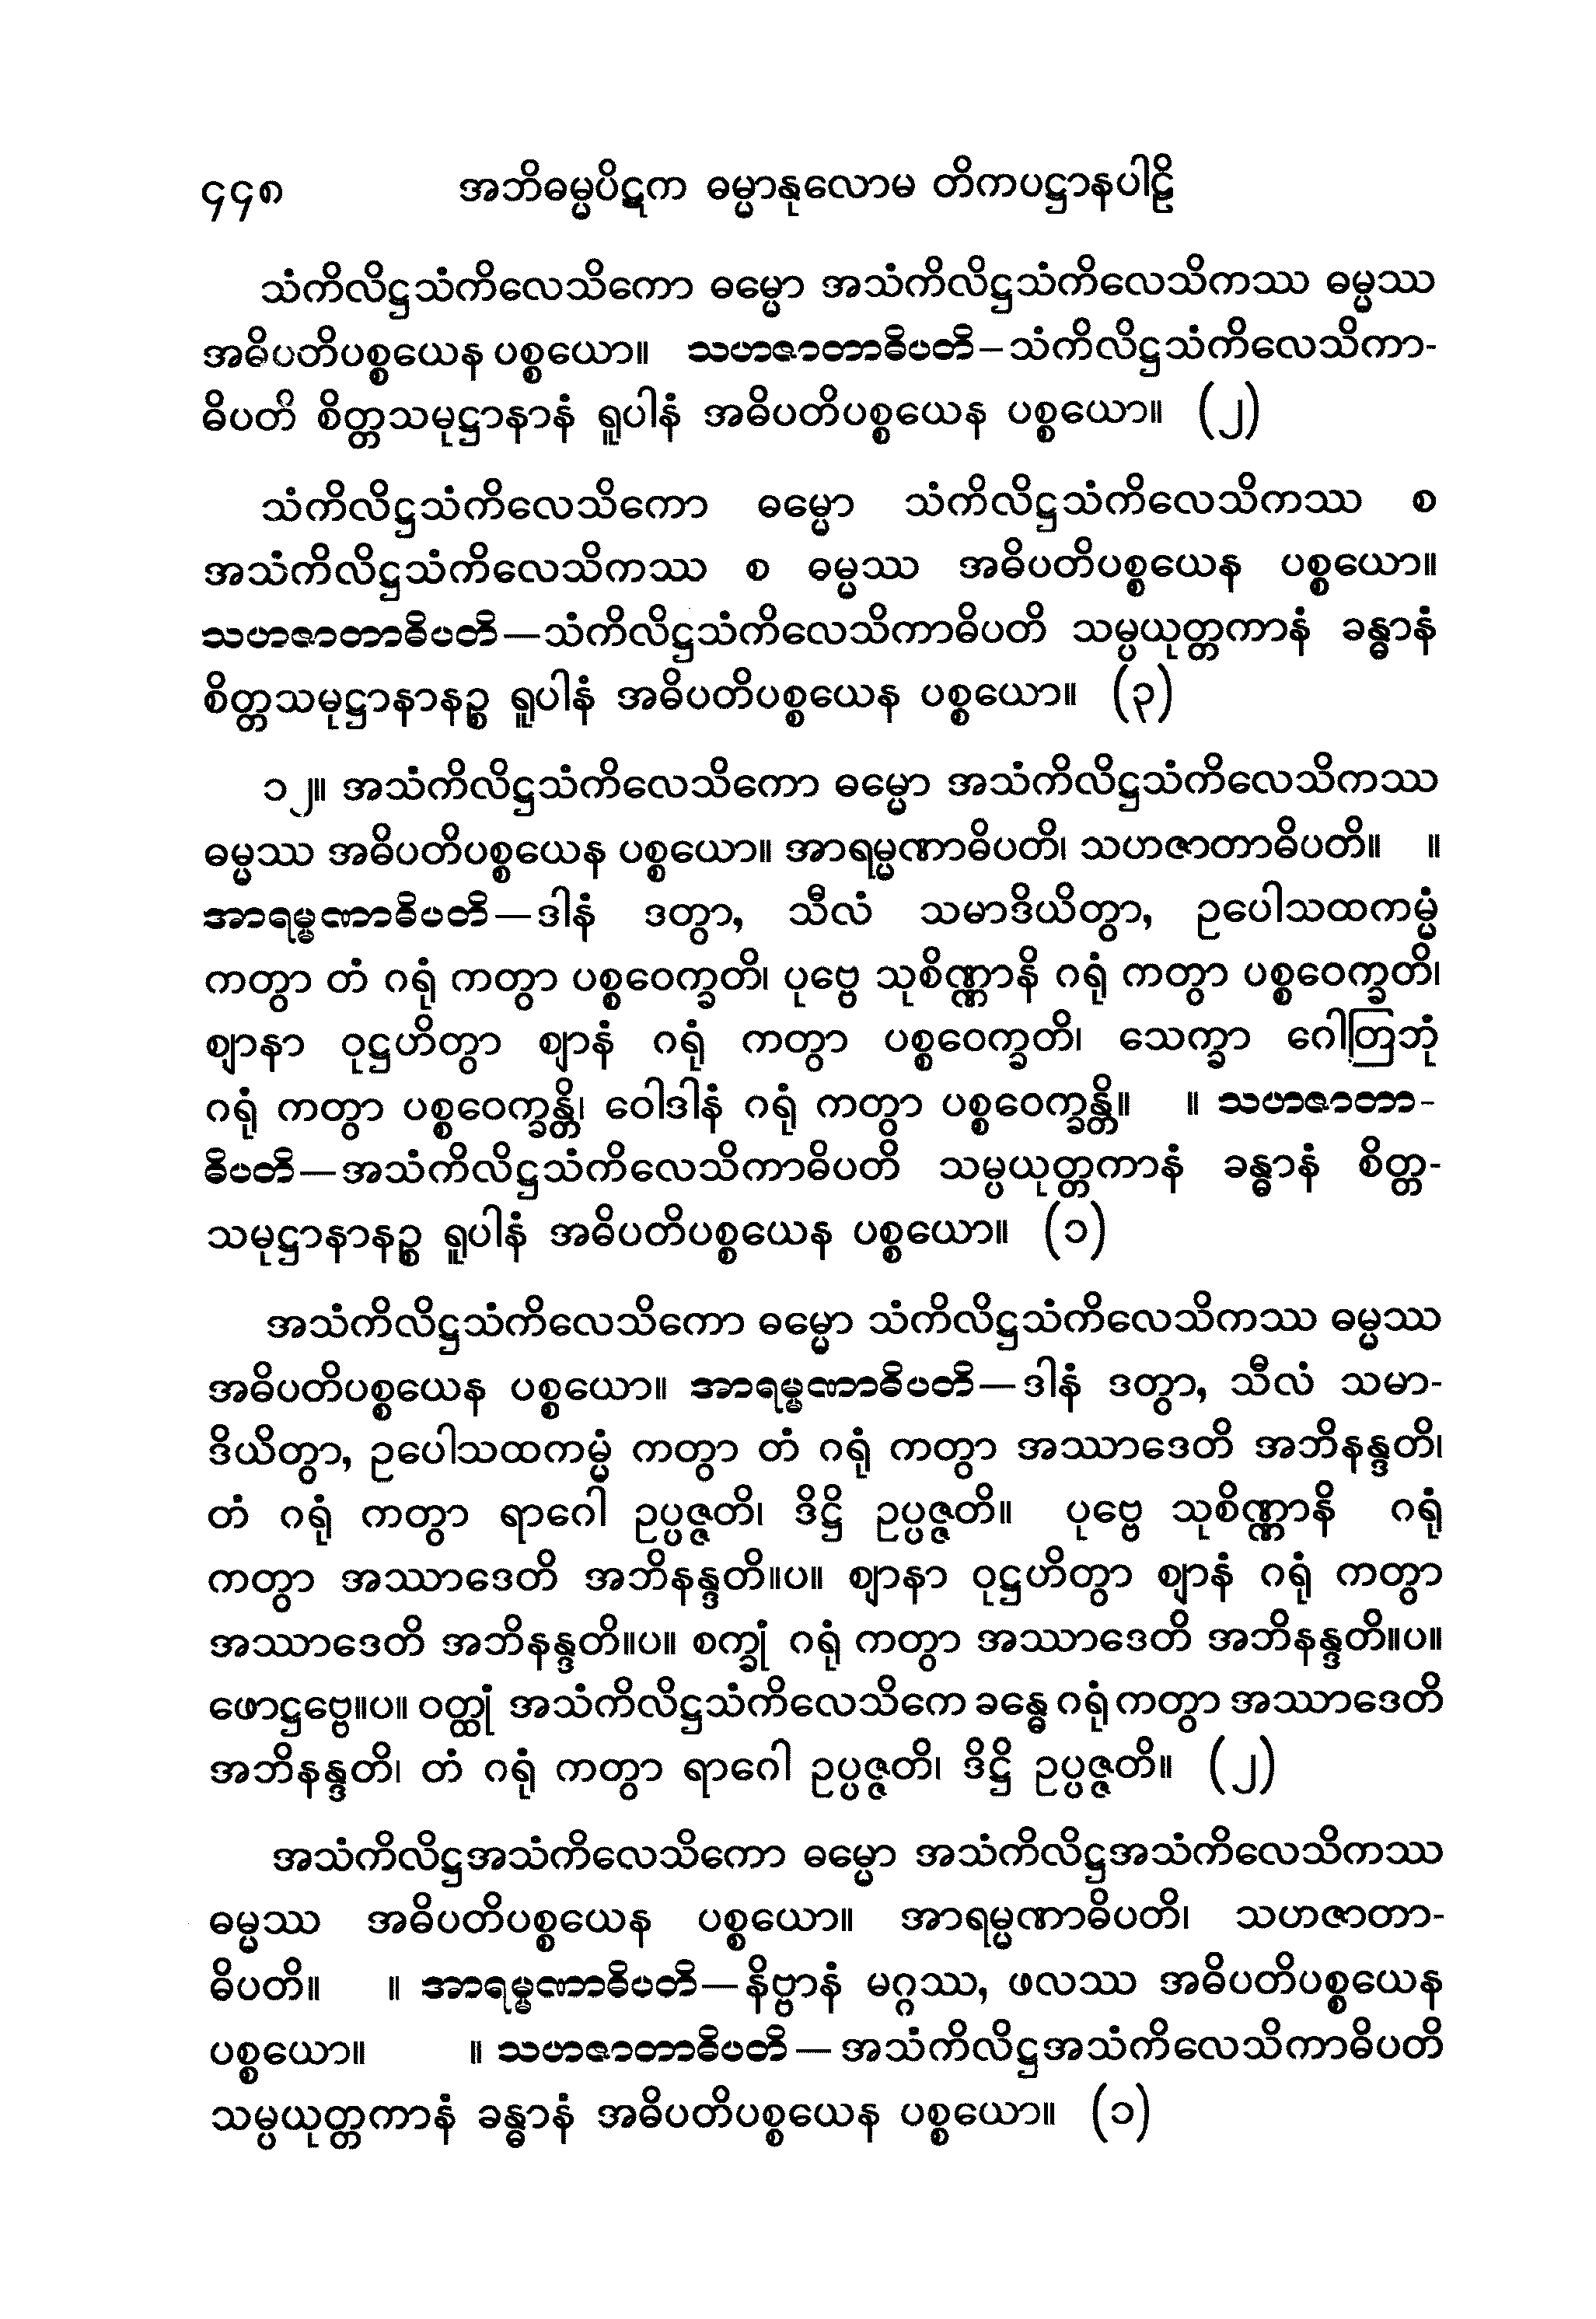 ၄၄၈ အဘိဓမ္မပိဋက ဓမ္မာနုလောမ တိကပဋ္ဌာနပါဠိ
သံကိလိဋ္ဌသံကိလေသိကော ဓမ္မော အသံကိလိဋ္ဌသံကိလေသိကဿ ဓမ္မဿ
အဓိပတိပစ္စယေန ပစ္စယော။ သဟဇာတာဓိပတိ–သံကိလိဋ္ဌသံကိလေသိကာ-
ဓိပတိ စိတ္တသမုဋ္ဌာနာနံ ရူပါနံ အဓိပတိပစ္စယေန ပစ္စယော။ (၂)
သံကိလိဋ္ဌသံကိလေသိကော ဓမ္မော သံကိလိဋ္ဌသံကိလေသိကဿ စ
အသံကိလိဋ္ဌသံကိလေသိကဿ စ ဓမ္မဿ အဓိပတိပစ္စယေန ပစ္စယော။
သဟဇာတာဓိပတိ—သံကိလိဋ္ဌသံကိလေသိကာဓိပတိ သမ္ပယုတ္တကာနံ ခန္ဓာနံ
စိတ္တသမုဋ္ဌာနာနဉ္စ ရူပါနံ အဓိပတိပစ္စယေန ပစ္စယော။ (၃)
၁၂။ အသံကိလိဋ္ဌသံကိလေသိကော ဓမ္မော အသံကိလိဋ္ဌသံကိလေသိကဿ
ဓမ္မဿ အဓိပတိပစ္စယေန ပစ္စယော။ အာရမ္မဏာဓိပတိ၊ သဟဇာတာဓိပတိ။ ။
အာရမ္မဏာဓိပတိ—ဒါနံ ဒတွာ, သီလံ သမာဒိယိတွာ, ဥပေါသထကမ္မံ
ကတွာ တံ ဂရုံ ကတွာ ပစ္စဝေက္ခတိ၊ ပုဗ္ဗေ သုစိဏ္ဏာနိ ဂရုံ ကတွာ ပစ္စဝေက္ခတိ၊
ဈာနာ ဝုဋ္ဌဟိတွာ ဈာနံ ဂရုံ ကတွာ ပစ္စဝေက္ခတိ၊ သေက္ခာ ဂေါတြဘုံ
ဂရုံ ကတွာ ပစ္စဝေက္ခန္တိ၊ ဝေါဒါနံ ဂရုံ ကတွာ ပစ္စဝေက္ခန္တိ။ ။ သဟဇာတာ-
ဓိပတိ—အသံကိလိဋ္ဌသံကိလေသိကာဓိပတိ သမ္ပယုတ္တကာနံ ခန္ဓာနံ စိတ္တ-
သမုဋ္ဌာနာနဉ္စ ရူပါနံ အဓိပတိပစ္စယေန ပစ္စယော။ (၁)
အသံကိလိဋ္ဌသံကိလေသိကော ဓမ္မော သံကိလိဋ္ဌသံကိလေသိကဿ ဓမ္မဿ
အဓိပတိပစ္စယေန ပစ္စယော။ အာရမ္မဏာဓိပတိ—ဒါနံ ဒတွာ, သီလံ သမာ-
ဒိယိတွာ, ဥပေါသထကမ္မံ ကတွာ တံ ဂရုံ ကတွာ အဿာဒေတိ အဘိနန္ဒတိ၊
တံ ဂရုံ ကတွာ ရာဂေါ ဥပ္ပဇ္ဇတိ၊ ဒိဋ္ဌိ ဥပ္ပဇ္ဇတိ။ ပုဗ္ဗေ သုစိဏ္ဏာနိ ဂရုံ
ကတွာ အဿာဒေတိ အဘိနန္ဒတိ။ပ။ ဈာနာ ဝုဋ္ဌဟိတွာ ဈာနံ ဂရုံ ကတွာ
အဿာဒေတိ အဘိနန္ဒတိ။ပ။ စက္ခုံ ဂရုံ ကတွာ အဿာဒေတိ အဘိနန္ဒတိ။ပ။
ဖောဋ္ဌဗ္ဗေ။ပ။ ဝတ္ထုံ အသံကိလိဋ္ဌသံကိလေသိကေ ခန္ဓေ ဂရုံ ကတွာ အဿာဒေတိ
အဘိနန္ဒတိ၊ တံ ဂရုံ ကတွာ ရာဂေါ ဥပ္ပဇ္ဇတိ၊ ဒိဋ္ဌိ ဥပ္ပဇ္ဇတိ။ (၂)
အသံကိလိဋ္ဌအသံကိလေသိကော ဓမ္မော အသံကိလိဋ္ဌအသံကိလေသိကဿ
ဓမ္မဿ အဓိပတိပစ္စယေန ပစ္စယော။ အာရမ္မဏာဓိပတိ၊ သဟဇာတာ-
ဓိပတိ။ ။ အာရမ္မဏာဓိပတိ—နိဗ္ဗာနံ မဂ္ဂဿ, ဖလဿ အဓိပတိပစ္စယေန
ပစ္စယော။ ။ သဟဇာတာဓိပတိ—အသံကိလိဋ္ဌအသံကိလေသိကာဓိပတိ
သမ္ပယုတ္တကာနံ ခန္ဓာနံ အဓိပတိပစ္စယေန ပစ္စယော။ (၁)